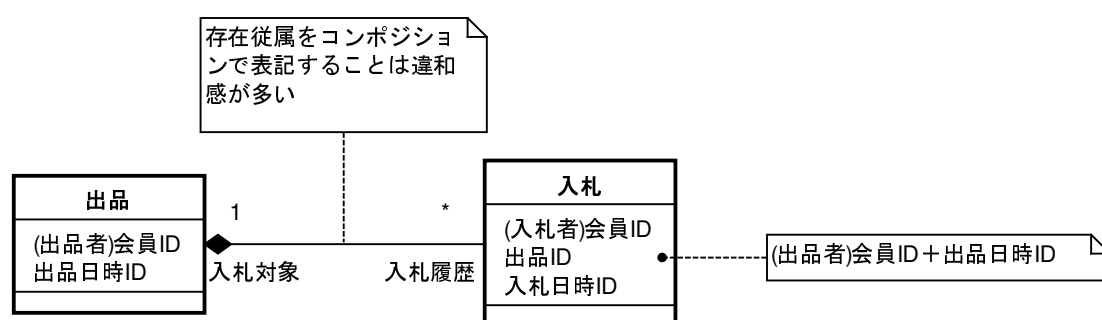 存在従属をコンポジショ
ンで表記することは違和
感が多い
出品
(出品者)会員ID
出品日時ID
1
入札対象
*
入札履歴
入札
(入札者)会員ID
出品ID
入札日時ID
(出品者)会員ID＋出品日時ID